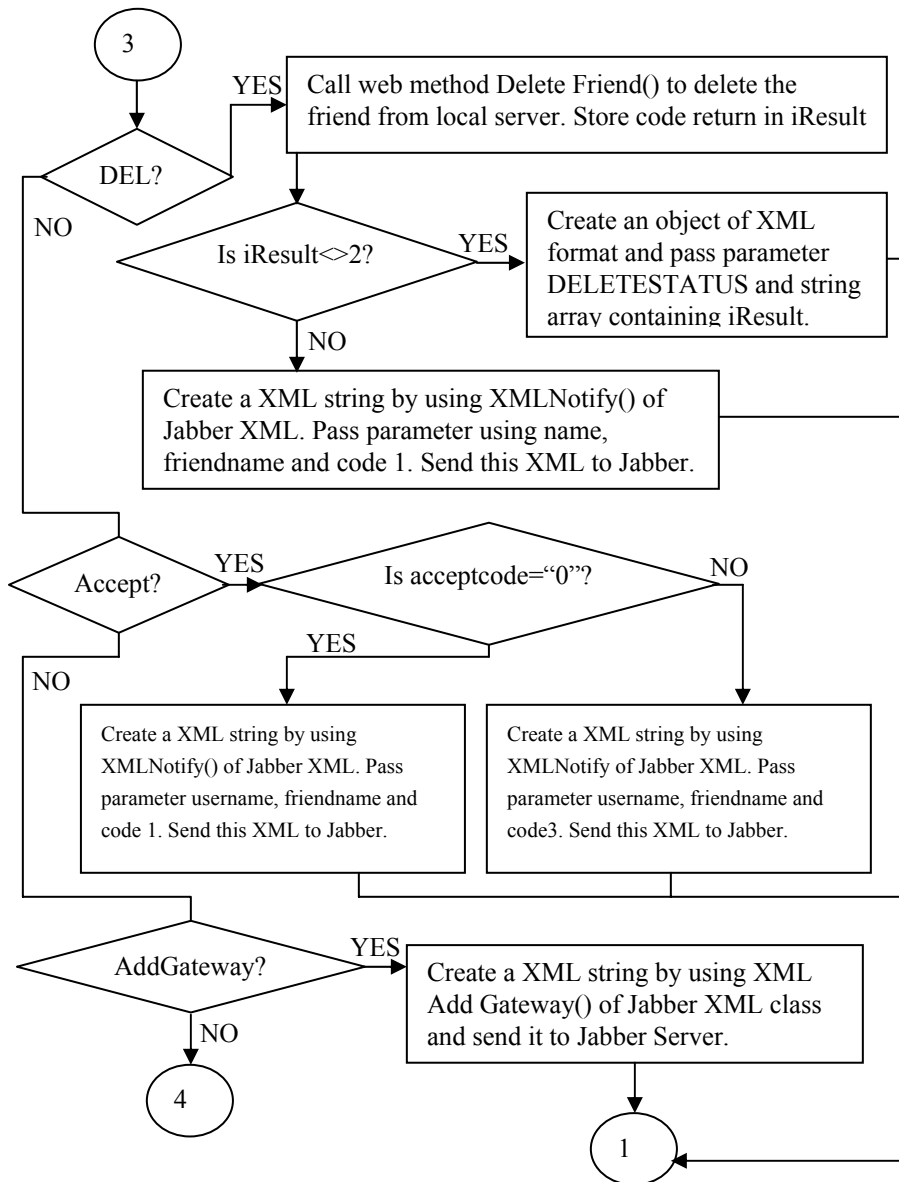 3
YES
Call web method Delete Friend() to delete the
friend from local server. Store code return in iResult
DEL?
NO
Is iResult<>2?
YES
Create an object of XML
format and pass parameter
DELETESTATUS and string
array containing iResult.
NO
Create a XML string by using XMLNotify() of
Jabber XML. Pass parameter using name,
friendname and code 1. Send this XML to Jabber.
Accept?
YES
Is acceptcode=“0”?
NO
YES
NO
Create a XML string by using
XMLNotify() of Jabber XML. Pass
parameter username, friendname and
code 1. Send this XML to Jabber.
Create a XML string by using
XMLNotify of Jabber XML. Pass
parameter username, friendname and
code3. Send this XML to Jabber.
AddGateway?
YES
Create a XML string by using XML
Add Gateway() of Jabber XML class
and send it to Jabber Server.
NO
4
1